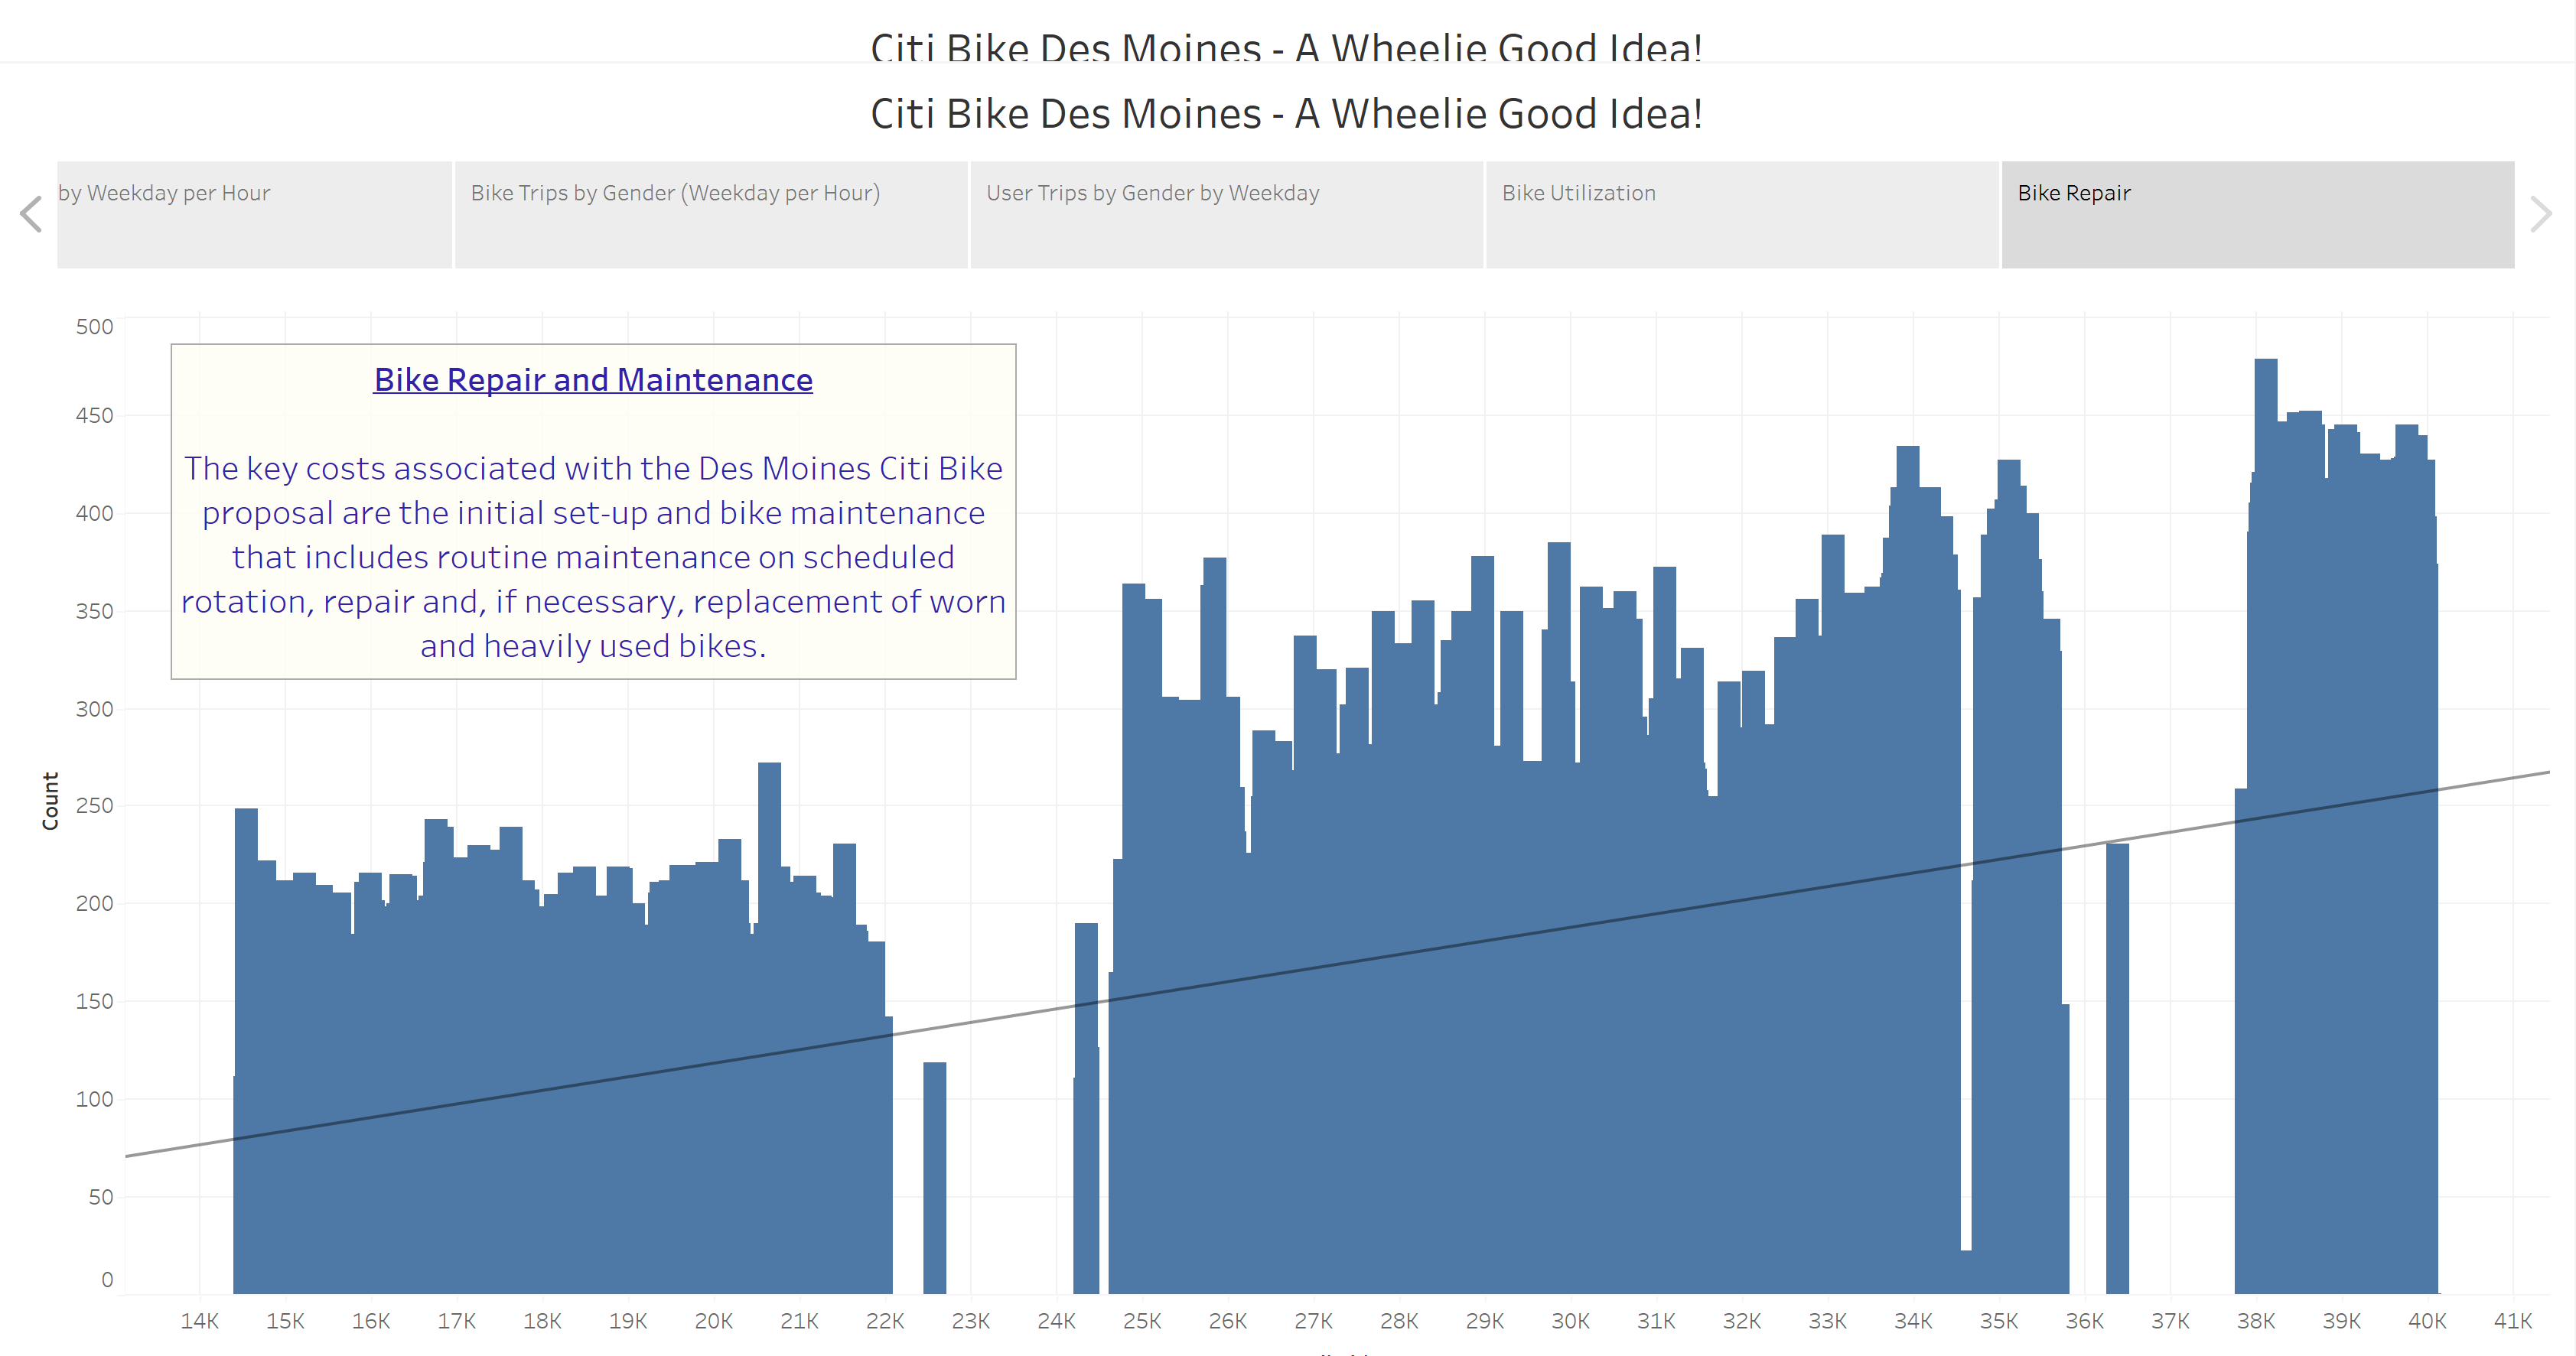 Citi Bike Des Moines - A Wheelie Good Idea!
Citi Bike Des Moines - A Wheelie Good Idea!
by Weekday per Hour
Bike Trips by Gender (Weekday per Hour)
User Trips by Gender by Weekday
Bike Utilization
Bike Repair
Bike Repair and Maintenance
The key costs associated with the Des Moines Citi Bike
proposal are the initial set-up and bike maintenance
that includes routine maintenance on scheduled
rotation, repair and, if necessary, replacement of worn
and heavily used bikes.
Count
500
450
400
350
300
250
200
150
100
50
0
14K 15K 16K 17K 18K 19K 20K 21K 22K 23K 24K 25K 26K 27K 28K 29K 30K 31K 32K 33K 34K 35K 36K 37K 38K 39K 40K 41K